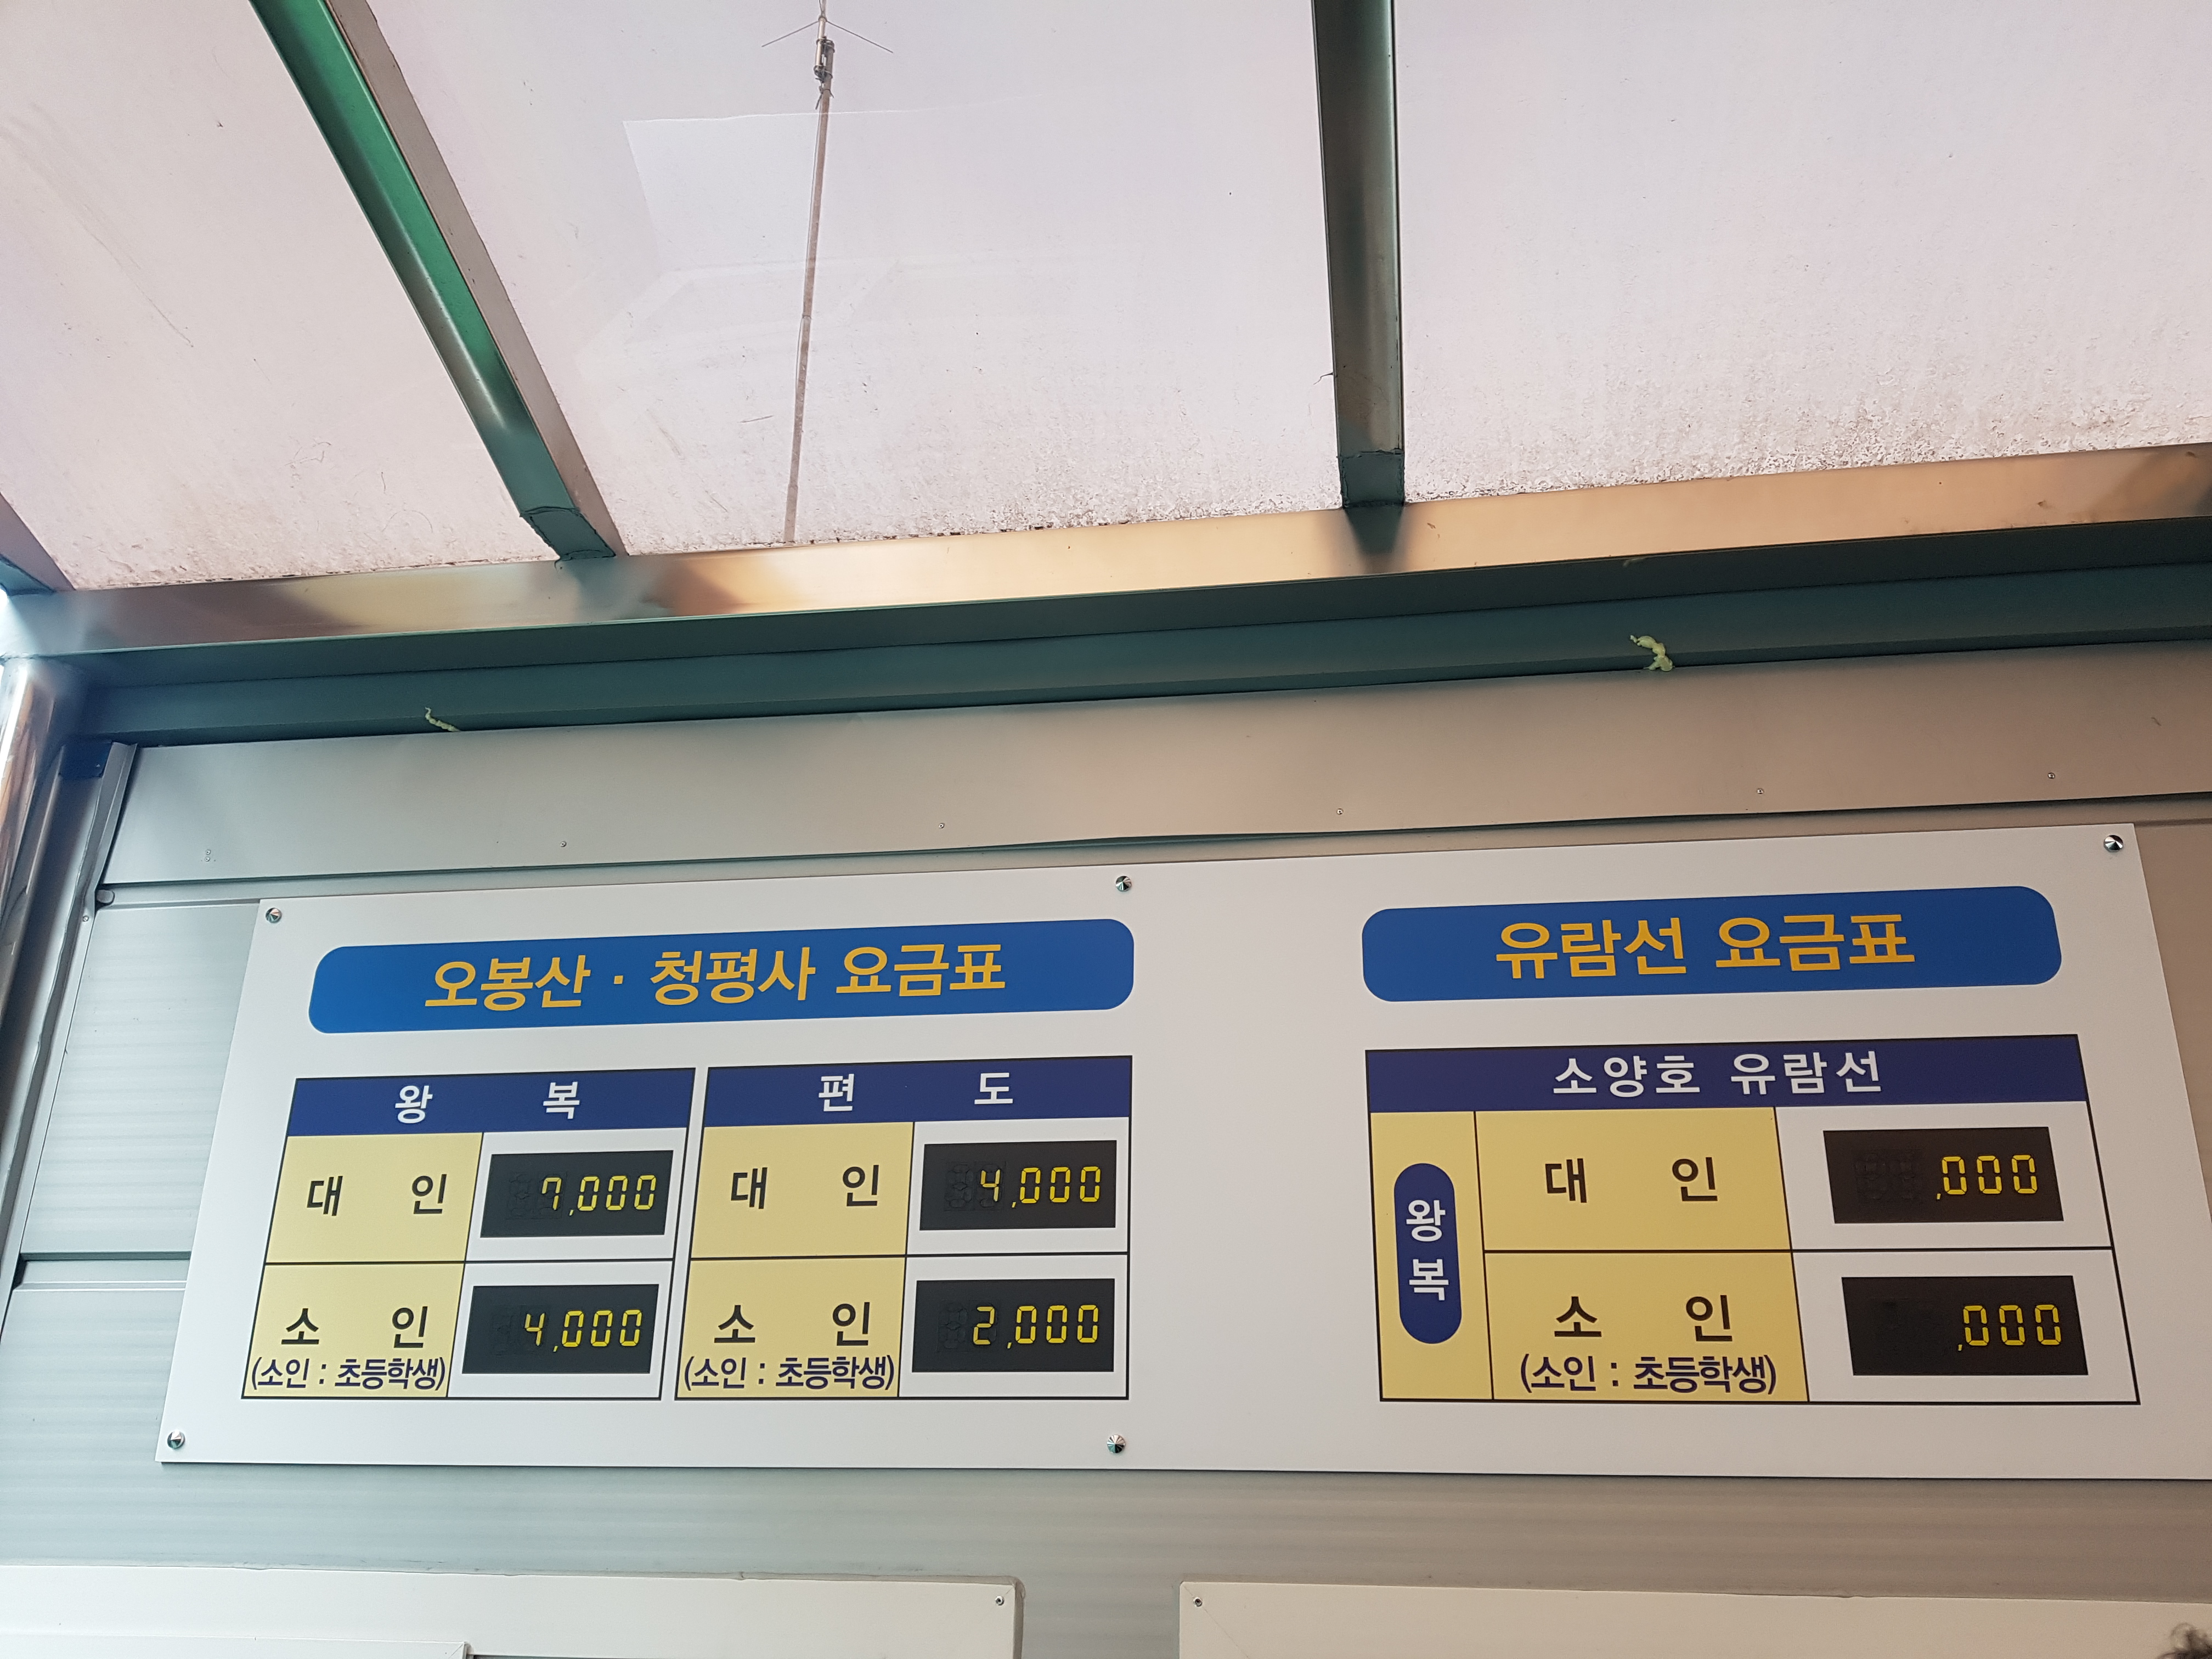 오봉산 · 청평사 요금표
왕 복
대 인 7,000
소 인 4,000
(소인 : 초등학생)
편 도
대 인 4,000
소 인 2,000
(소인 : 초등학생)
유람선 요금표
소양호 유람선
왕복
대 인 ,000
소 인 ,000
(소인 : 초등학생)